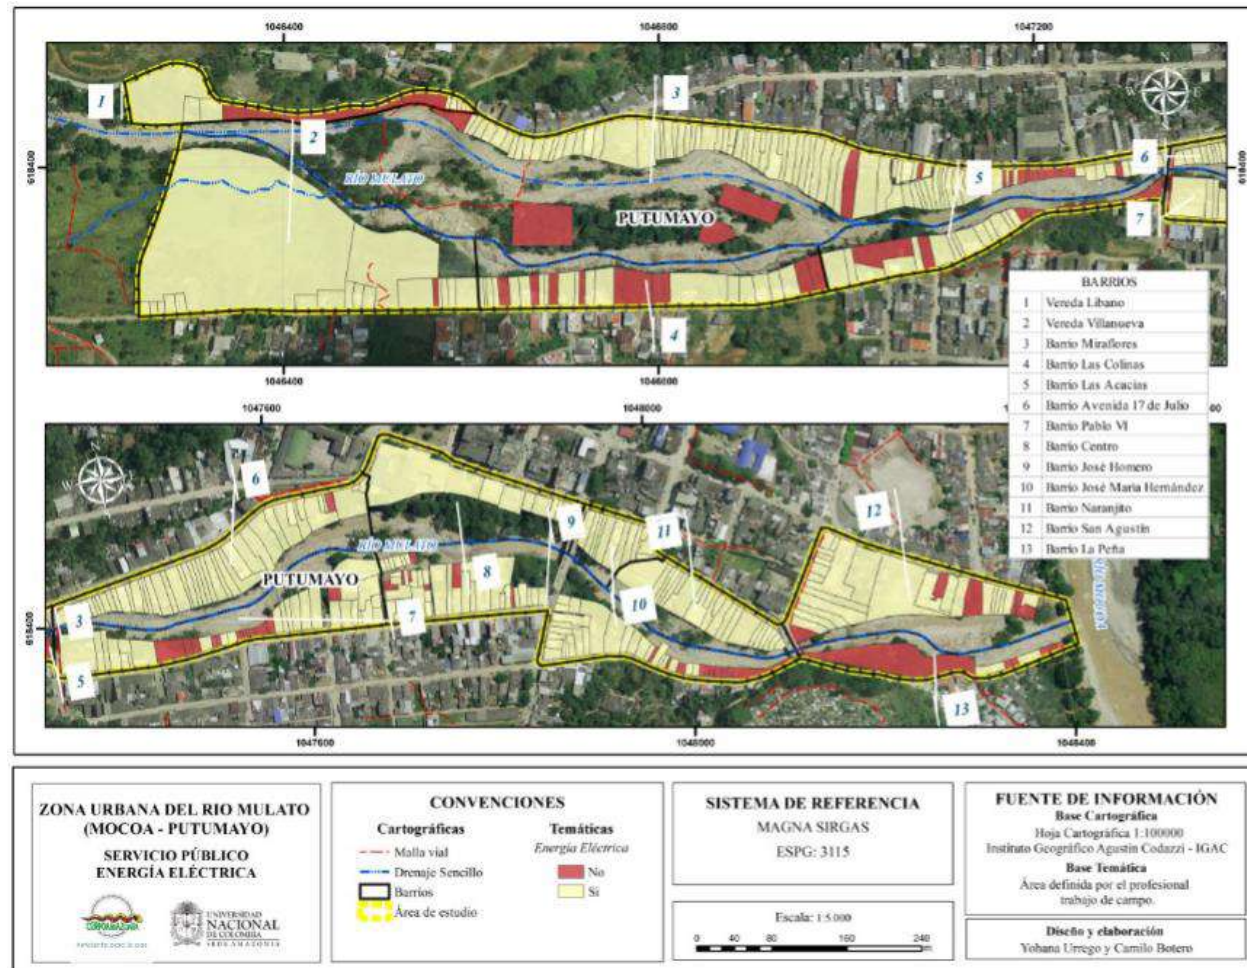 1046400
1046800
1047200
618400
618400
1
2
3
4
5
6
7
RÍO MULATO
PUTUMAYO
N
W
E
S
1046400
1046800
BARRIOS
1 Vereda Líbano
2 Vereda Villanueva
3 Barrio Miraflores
4 Barrio Las Colinas
5 Barrio Las Acacias
6 Barrio Avenida 17 de Julio
7 Barrio Pablo VI
8 Barrio Centro
9 Barrio José Homero
10 Barrio José María Hernández
11 Barrio Naranjito
12 Barrio San Agustín
13 Barrio La Peña
1047600
1048000
618400
3
5
6
7
8
9
10
11
12
13
RÍO MULATO
PUTUMAYO
1047600
1048000
1048400
ZONA URBANA DEL RIO MULATO
(MOCOA - PUTUMAYO)
SERVICIO PÚBLICO
ENERGÍA ELÉCTRICA
CORPOAMAZONIA
UNIVERSIDAD
NACIONAL
DE COLOMBIA
SEDE AMAZONIA
CONVENCIONES
Cartográficas
Malla vial
Drenaje Sencillo
Barrios
Área de estudio
Temáticas
Energía Eléctrica
No
Si
SISTEMA DE REFERENCIA
MAGNA SIRGAS
ESPG: 3115
Escala: 1:5.000
0 40 80 160 240
m
FUENTE DE INFORMACIÓN
Base Cartográfica
Hoja Cartográfica 1:100000
Instituto Geográfico Agustin Codazzi - IGAC
Base Temática
Área definida por el profesional
trabajo de campo.
Diseño y elaboración
Yohana Urrego y Camilo Botero